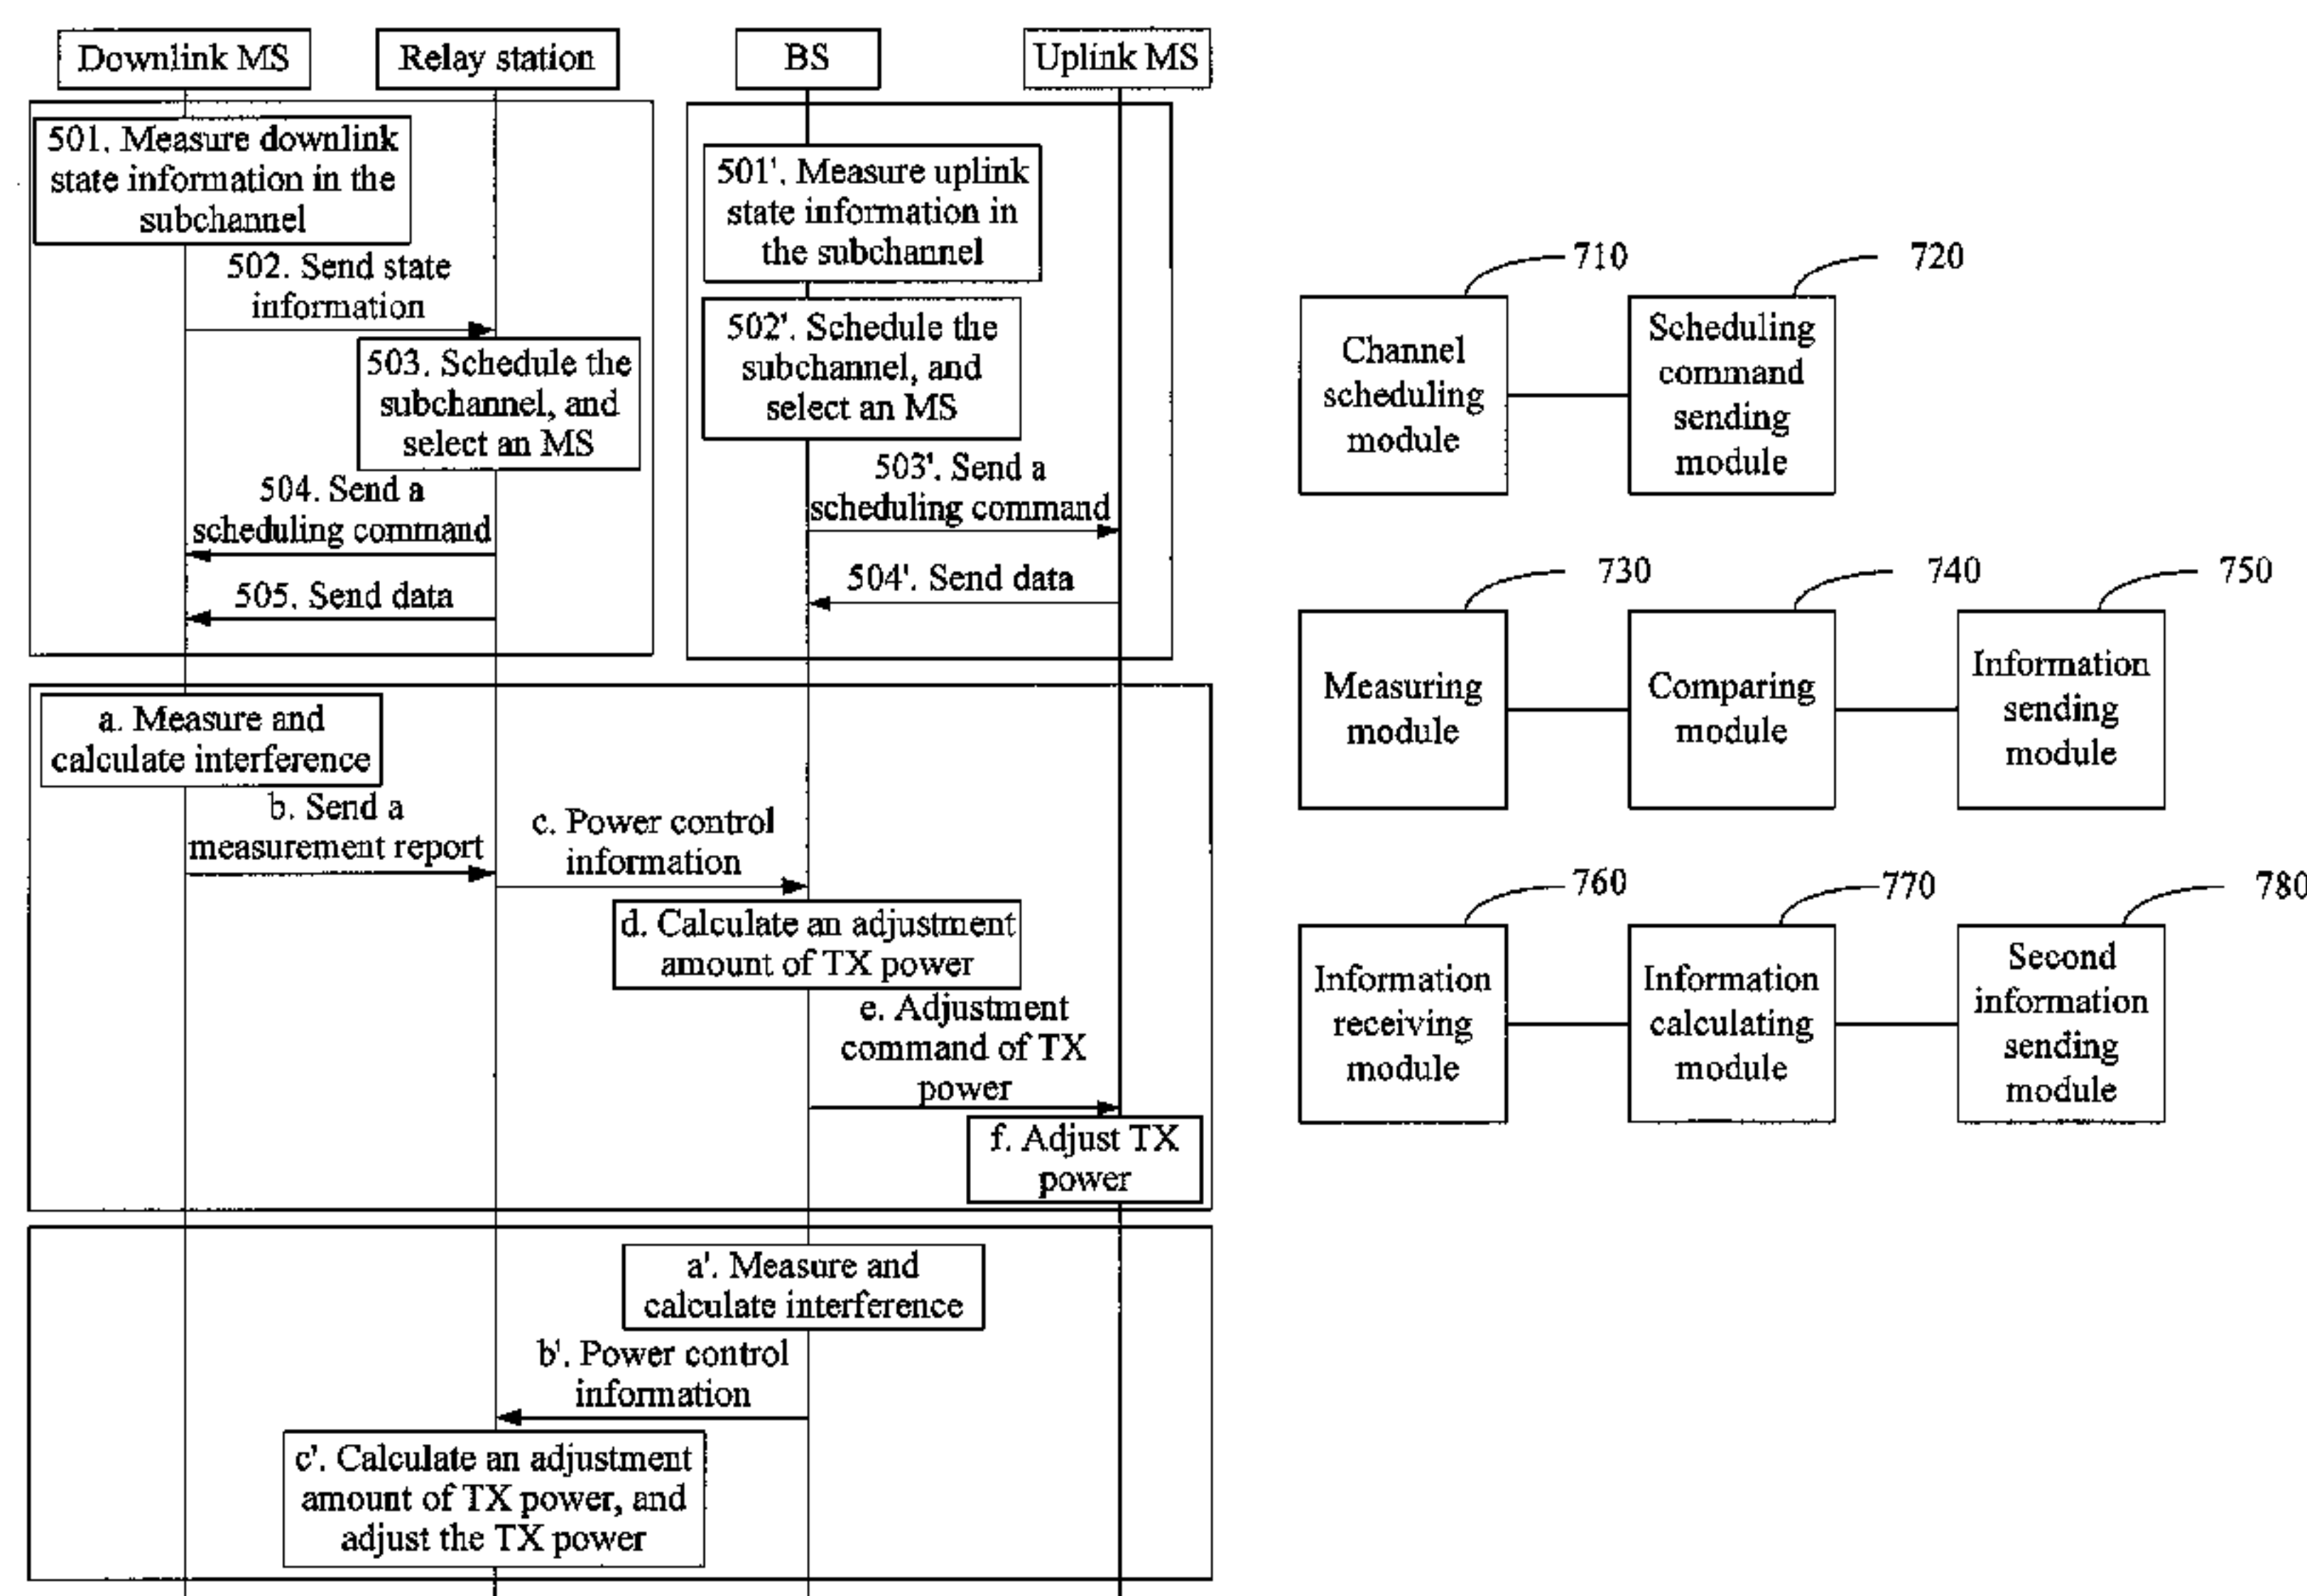 Downlink MS
Relay station
BS
Uplink MS
501. Measure downlink
state information in the
subchannel
502. Send state
information
503. Schedule the
subchannel, and
select an MS
504. Send a
scheduling command
505. Send data
501'. Measure uplink
state information in
the subchannel
502'. Schedule the
subchannel, and
select an MS
503'. Send a
scheduling command
504'. Send data
a. Measure and
calculate interference
b. Send a
measurement report
c. Power control
information
d. Calculate an adjustment
amount of TX power
e. Adjustment
command of TX
power
f. Adjust TX
power
a'. Measure and
calculate interference
b'. Power control
information
c'. Calculate an adjustment
amount of TX power, and
adjust the TX power
710
Channel
scheduling
module
720
Scheduling
command
sending
module
730
Measuring
module
740
Comparing
module
750
Information
sending
module
760
Information
receiving
module
770
Information
calculating
module
780
Second
information
sending
module